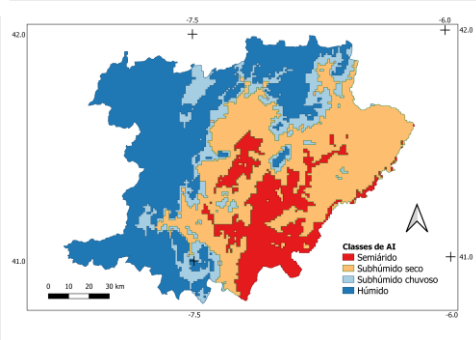 -7.5 -6.0
42.0 42.0
41.0 41.0
Classes de AI
Semiárido
Subhúmido seco
Subhúmido chuvoso
Húmido
0 10 20 30 km
-7.5 -6.0